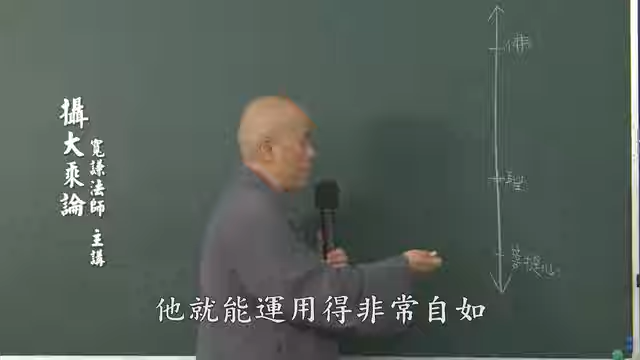 攝大乘論
寬謙法師 主講
佛
聖
菩提心
他就能運用得非常自如